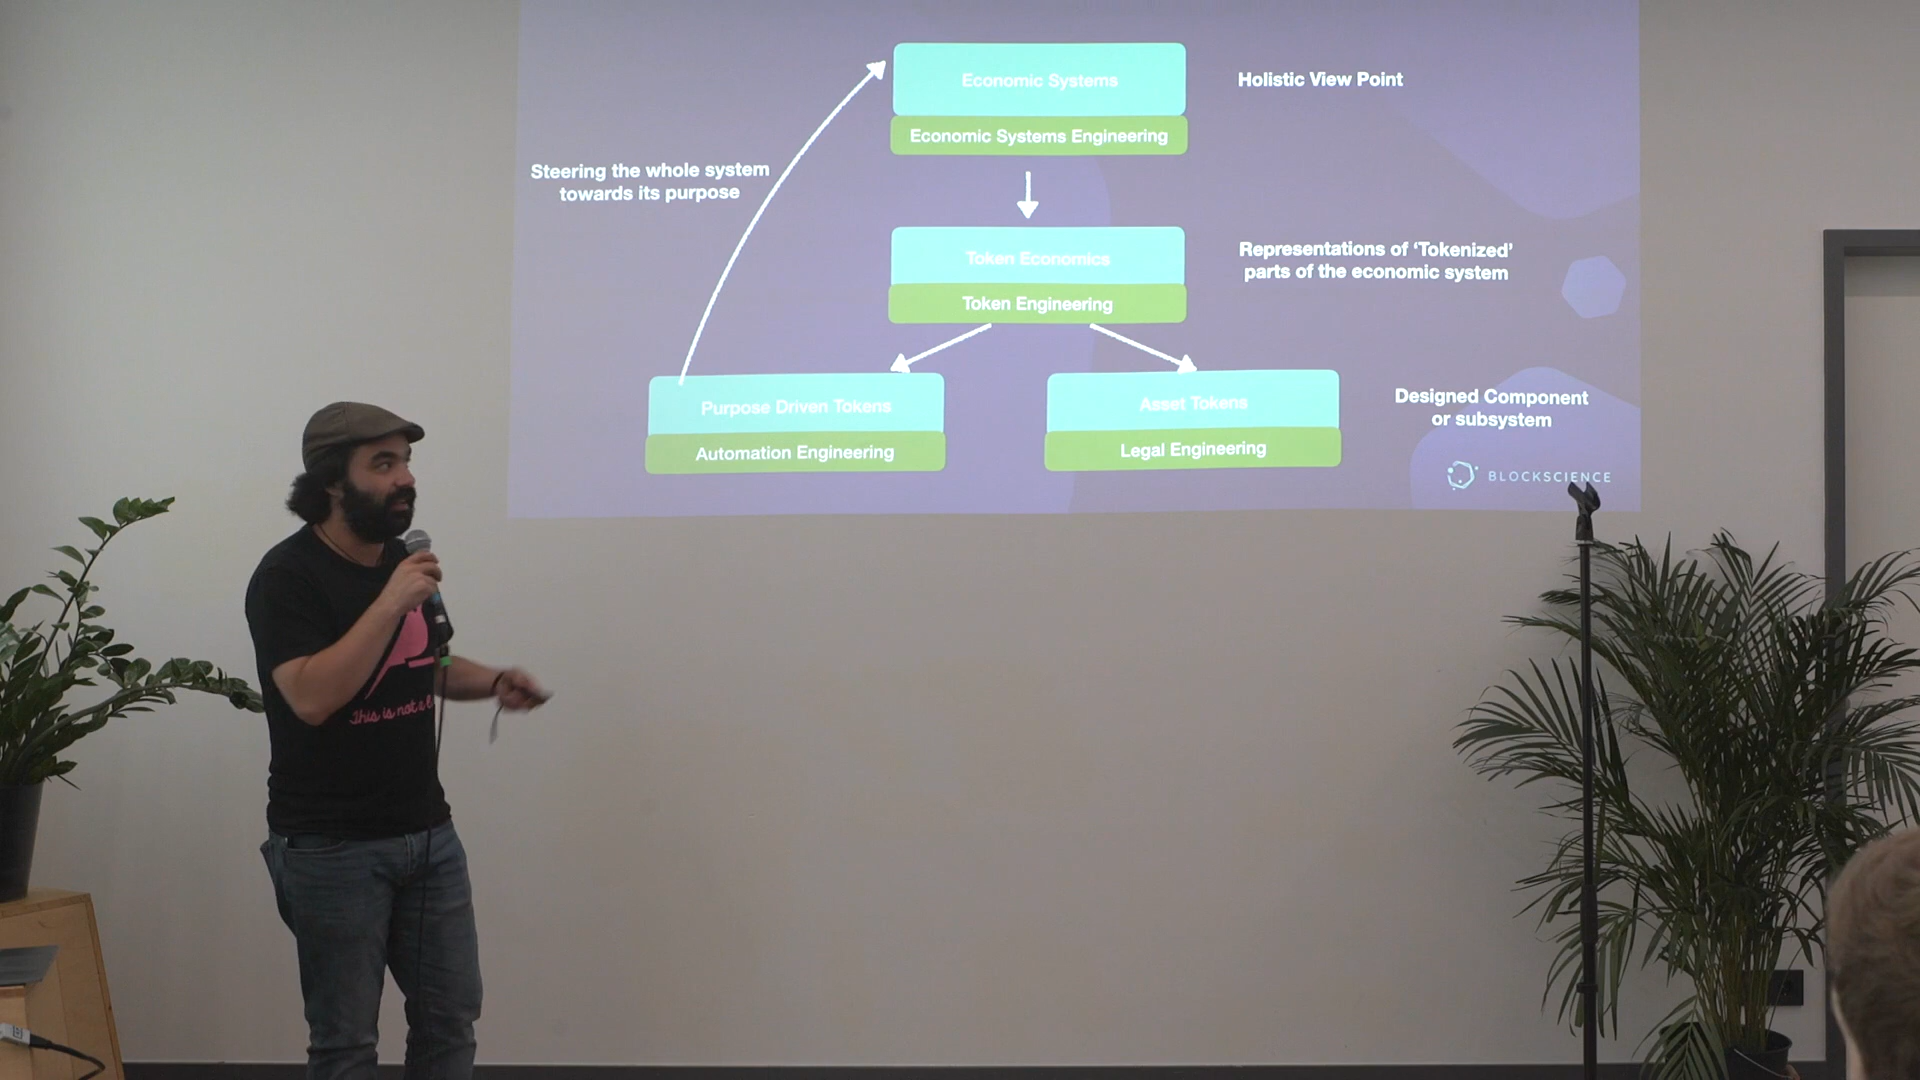 Economic Systems
Economic Systems Engineering
Holistic View Point
Steering the whole system
towards its purpose
Token Economics
Token Engineering
Representations of ‘Tokenized’
parts of the economic system
Purpose Driven Tokens
Automation Engineering
Asset Tokens
Legal Engineering
Designed Component
or subsystem
BLOCKSCIENCE
This is not a